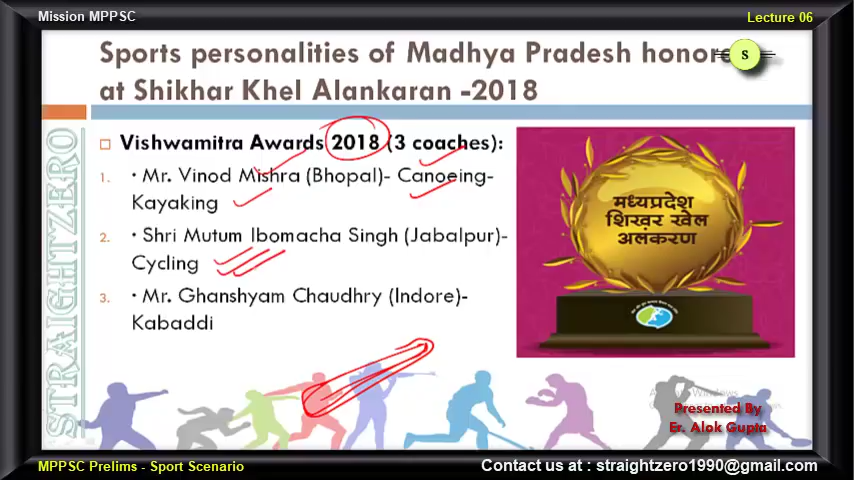 Mission MPPSC
Lecture 06
Sports personalities of Madhya Pradesh honore
S
at Shikhar Khel Alankaran -2018
STRAIGHTZERO
Vishwamitra Awards 2018 (3 coaches):
1. • Mr. Vinod Mishra (Bhopal)- Canoeing-
Kayaking
2. • Shri Mutum Ibomacha Singh (Jabalpur)-
Cycling
3. • Mr. Ghanshyam Chaudhry (Indore)-
Kabaddi
मध्यप्रदेश
शिखर खेल
अलंकरण
Presented By
Er. Alok Gupta
MPPSC Prelims - Sport Scenario
Contact us at : straightzero1990@gmail.com